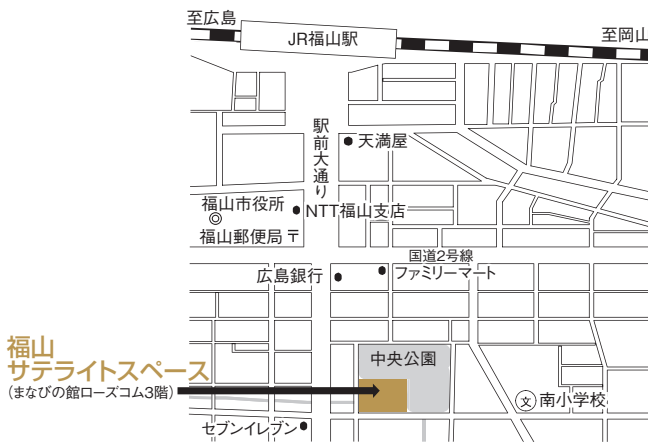 至広島
JR福山駅
至岡山
駅前大通り
天満屋
福山市役所
NTT福山支店
福山郵便局〒
国道2号線
広島銀行
ファミリーマート
福山
サテライトスペース
(まなびの館ローズコム3階)
中央公園
文 南小学校
セブンイレブン